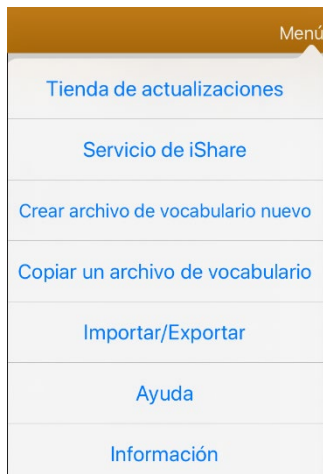 Menú
Tienda de actualizaciones
Servicio de iShare
Crear archivo de vocabulario nuevo
Copiar un archivo de vocabulario
Importar/Exportar
Ayuda
Información